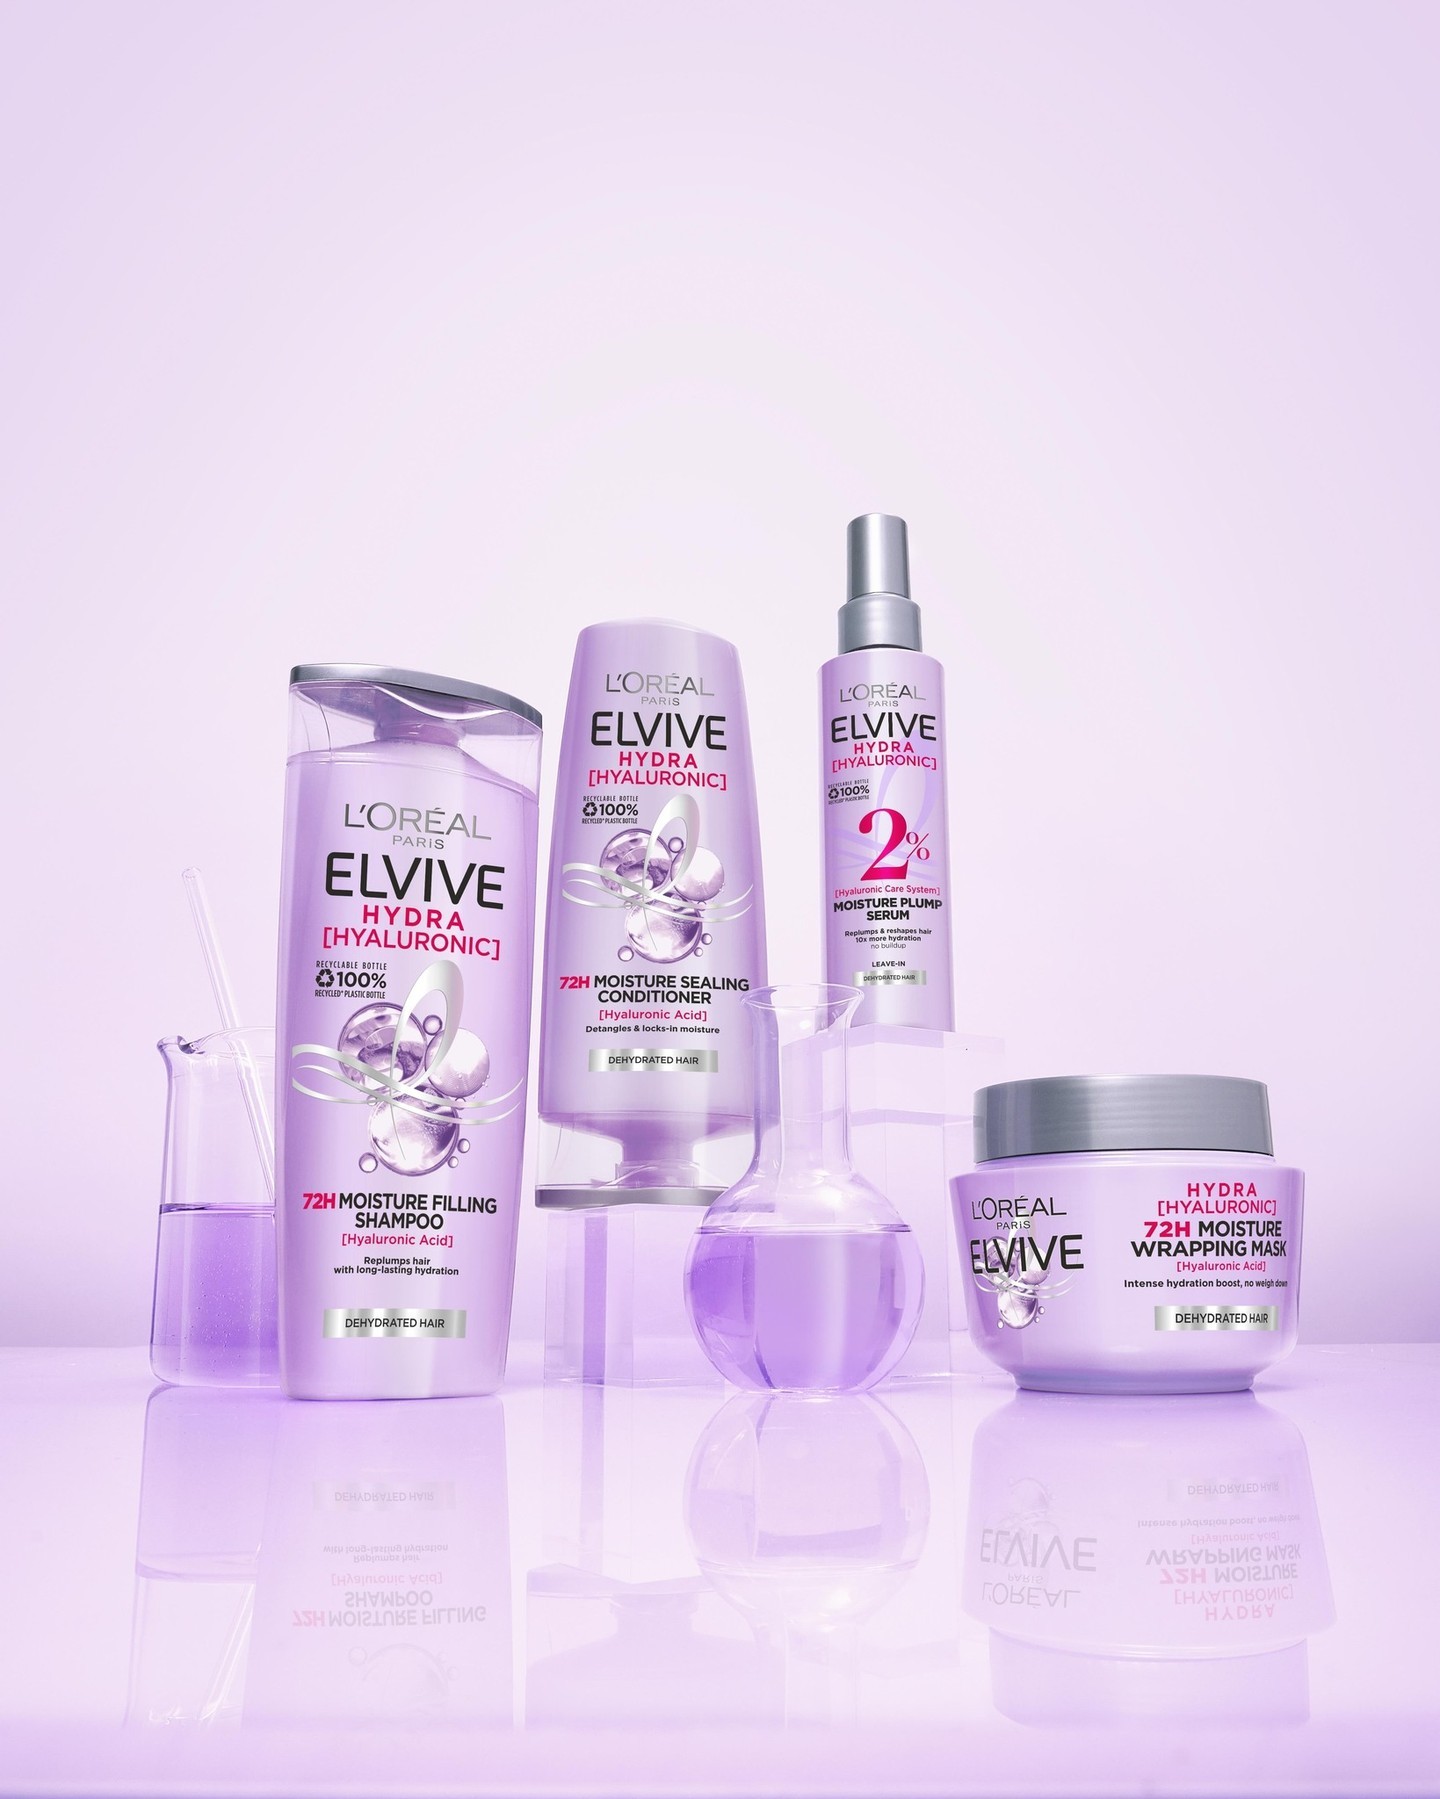 L'ORÉAL
PARIS
ELVIVE
HYDRA
[HYALURONIC]
RECYCLABLE BOTTLE
100%
RECYCLED* PLASTIC BOTTLE
72H MOISTURE FILLING
SHAMPOO
[Hyaluronic Acid]
Replumps hair
with long-lasting hydration
DEHYDRATED HAIR
L'ORÉAL
PARIS
ELVIVE
HYDRA
[HYALURONIC]
RECYCLABLE BOTTLE
100%
RECYCLED* PLASTIC BOTTLE
72H MOISTURE SEALING
CONDITIONER
[Hyaluronic Acid]
Detangles & locks-in moisture
DEHYDRATED HAIR
L'ORÉAL
PARIS
ELVIVE
HYDRA
[HYALURONIC]
RECYCLABLE BOTTLE
100%
RECYCLED* PLASTIC BOTTLE
2%
[Hyaluronic Care System]
MOISTURE PLUMP
SERUM
Replumps & reshapes hair
10x more hydration
no buildup
LEAVE-IN
DEHYDRATED HAIR
L'ORÉAL
PARIS
ELVIVE
HYDRA
[HYALURONIC]
72H MOISTURE
WRAPPING MASK
[Hyaluronic Acid]
Intense hydration boost, no weigh down
DEHYDRATED HAIR